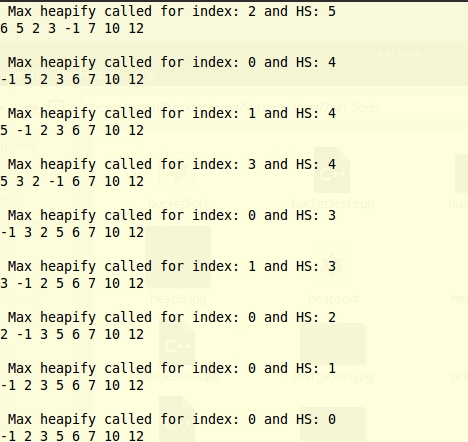 Max heapify called for index: 2 and HS: 5
6 5 2 3 -1 7 10 12
Max heapify called for index: 0 and HS: 4
-1 5 2 3 6 7 10 12
Max heapify called for index: 1 and HS: 4
5 -1 2 3 6 7 10 12
Max heapify called for index: 3 and HS: 4
5 3 2 -1 6 7 10 12
Max heapify called for index: 0 and HS: 3
-1 3 2 5 6 7 10 12
Max heapify called for index: 1 and HS: 3
3 -1 2 5 6 7 10 12
Max heapify called for index: 0 and HS: 2
2 -1 3 5 6 7 10 12
Max heapify called for index: 0 and HS: 1
-1 2 3 5 6 7 10 12
Max heapify called for index: 0 and HS: 0
-1 2 3 5 6 7 10 12
Sorts
C++
bucketSort
bucketSort.cpp
heap8.jpg
heapsort
C++